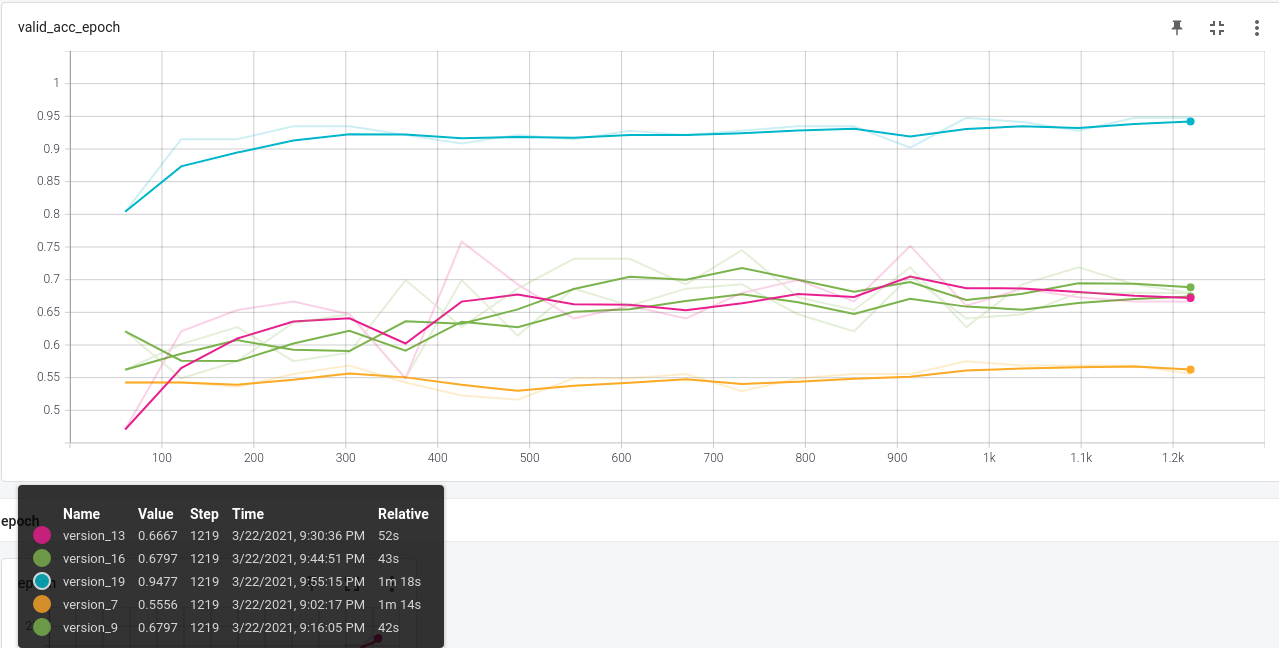 valid_acc_epoch
1
0.95
0.9
0.85
0.8
0.75
0.7
0.65
0.6
0.55
0.5
100 200 300 400 500 600 700 800 900 1k 1.1k 1.2k
epoch
Name Value Step Time Relative
version_13 0.6667 1219 3/22/2021, 9:30:36 PM 52s
version_16 0.6797 1219 3/22/2021, 9:44:51 PM 43s
version_19 0.9477 1219 3/22/2021, 9:55:15 PM 1m 18s
version_7 0.5556 1219 3/22/2021, 9:02:17 PM 1m 14s
version_9 0.6797 1219 3/22/2021, 9:16:05 PM 42s